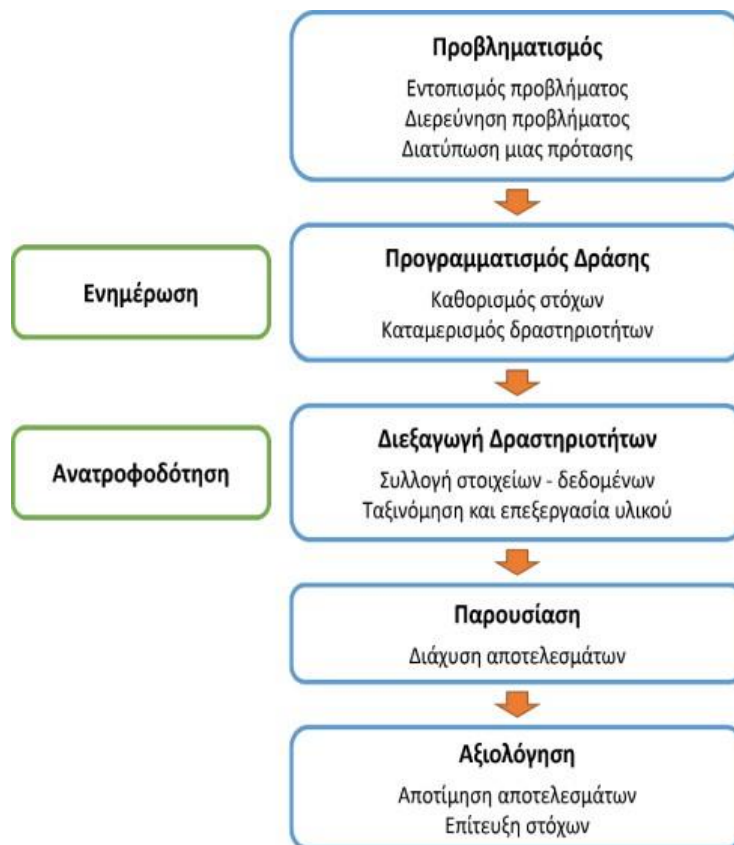 Προβληματισμός
Εντοπισμός προβλήματος
Διερεύνηση προβλήματος
Διατύπωση μιας πρότασης
Προγραμματισμός Δράσης
Καθορισμός στόχων
Καταμερισμός δραστηριοτήτων
Ενημέρωση
Διεξαγωγή Δραστηριοτήτων
Συλλογή στοιχείων - δεδομένων
Ταξινόμηση και επεξεργασία υλικού
Ανατροφοδότηση
Παρουσίαση
Διάχυση αποτελεσμάτων
Αξιολόγηση
Αποτίμηση αποτελεσμάτων
Επίτευξη στόχων